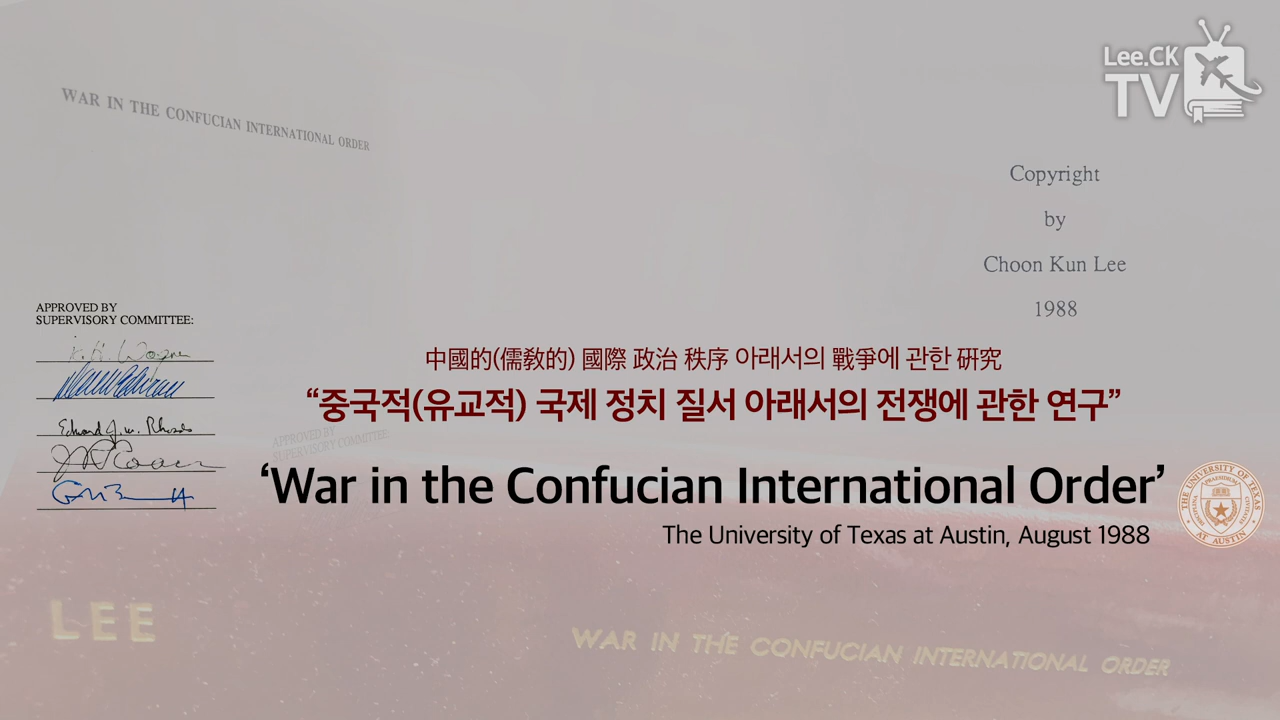 Lee.CK
TV
WAR IN THE CONFUCIAN INTERNATIONAL ORDER
Copyright
by
Choon Kun Lee
1988
APPROVED BY
SUPERVISORY COMMITTEE:
Edward J.M. Rhoads
中國的(儒敎的) 國際 政治 秩序 아래서의 戰爭에 관한 硏究
“중국적(유교적) 국제 정치 질서 아래서의 전쟁에 관한 연구”
APPROVED BY
SUPERVISORY COMMITTEE:
‘War in the Confucian International Order’
The University of Texas at Austin, August 1988
THE UNIVERSITY OF TEXAS
AT AUSTIN
LEE
WAR IN THE CONFUCIAN INTERNATIONAL ORDER